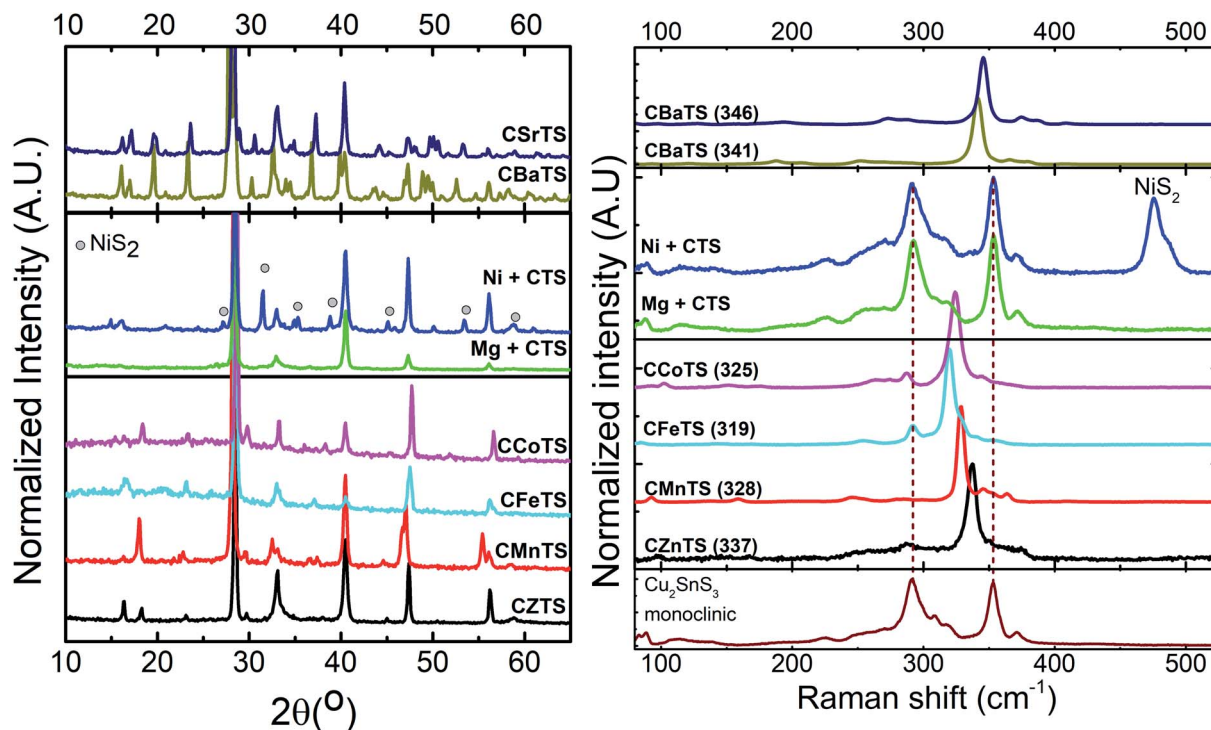 10 20 30 40 50 60
CSrTS
CBaTS
NiS2
Ni + CTS
Mg + CTS
CCoTS
CFeTS
CMnTS
CZTS
10 20 30 40 50 60
2θ(O)
Normalized Intensity (A.U.)
100 200 300 400 500
CBaTS (346)
CBaTS (341)
NiS2
Ni + CTS
Mg + CTS
CCoTS (325)
CFeTS (319)
CMnTS (328)
CZnTS (337)
Cu2SnS3
monoclinic
100 200 300 400 500
Raman shift (cm-1)
Normalized intensity (A.U)